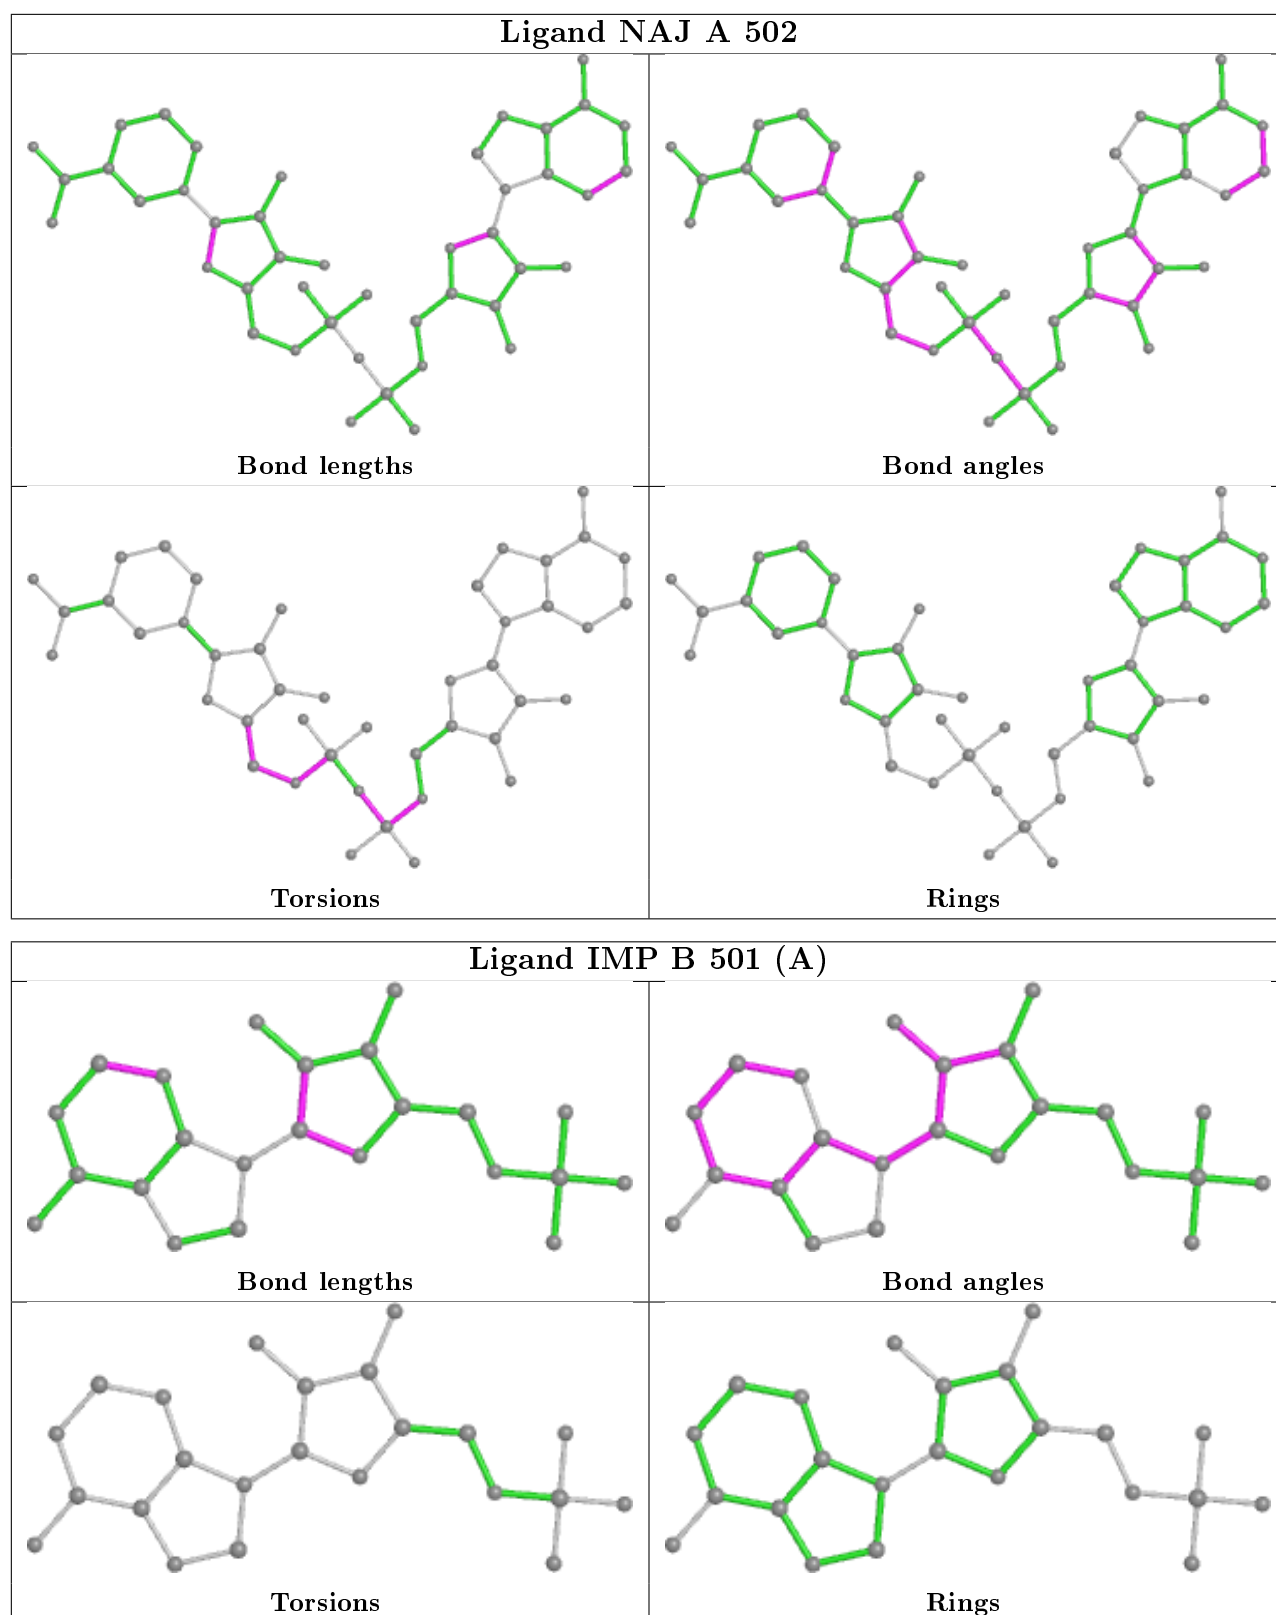 Ligand NAJ A 502
Bond lengths
Bond angles
Torsions
Rings
Ligand IMP B 501 (A)
Bond lengths
Bond angles
Torsions
Rings